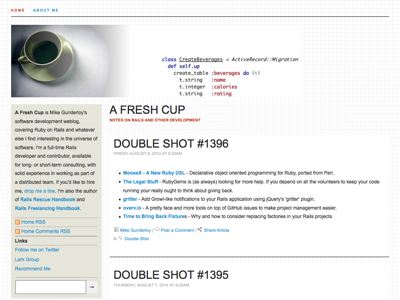 HOME ABOUT ME
class CreateBeverages < ActiveRecord::Migration
def self.up
create_table :beverages do |t|
t.string :name
t.integer :calories
t.string :rating
A Fresh Cup is Mike Gunderloy's
software development weblog,
covering Ruby on Rails and whatever
else I find interesting in the universe of
software. I'm a full-time Rails
developer and contributor, available
for long- or short-term consulting, with
solid experience in working as part of
a distributed team. If you'd like to hire
me, drop me a line. I'm also the author
of Rails Rescue Handbook and
Rails Freelancing Handbook.
Home RSS
Home Comments RSS
Links
Follow me on Twitter
Lark Group
Recommend Me
A FRESH CUP
NOTES ON RAILS AND OTHER DEVELOPMENT
DOUBLE SHOT #1396
FRIDAY, AUGUST 8, 2014 AT
MooseX - A New Ruby DSL - Declarative object oriented programming for Ruby, ported from Perl.
The Legal Stuff - RubyGems is (as always) looking for more help. If you depend on all the volunteers to keep your code
running your really ought to think about giving back.
gritter - Add Growl-like notifications to your Rails application using jQuery's 'gritter' plugin.
overv.io - A pretty face and more tools on top of GitHub issues to make project management easier.
Time to Bring Back Fixtures - Why and how to consider replacing factories in your Rails projects.
Mike Gunderloy | Post a Comment | Share Article
in Double Shot
DOUBLE SHOT #1395
THURSDAY, AUGUST 7, 2014 AT